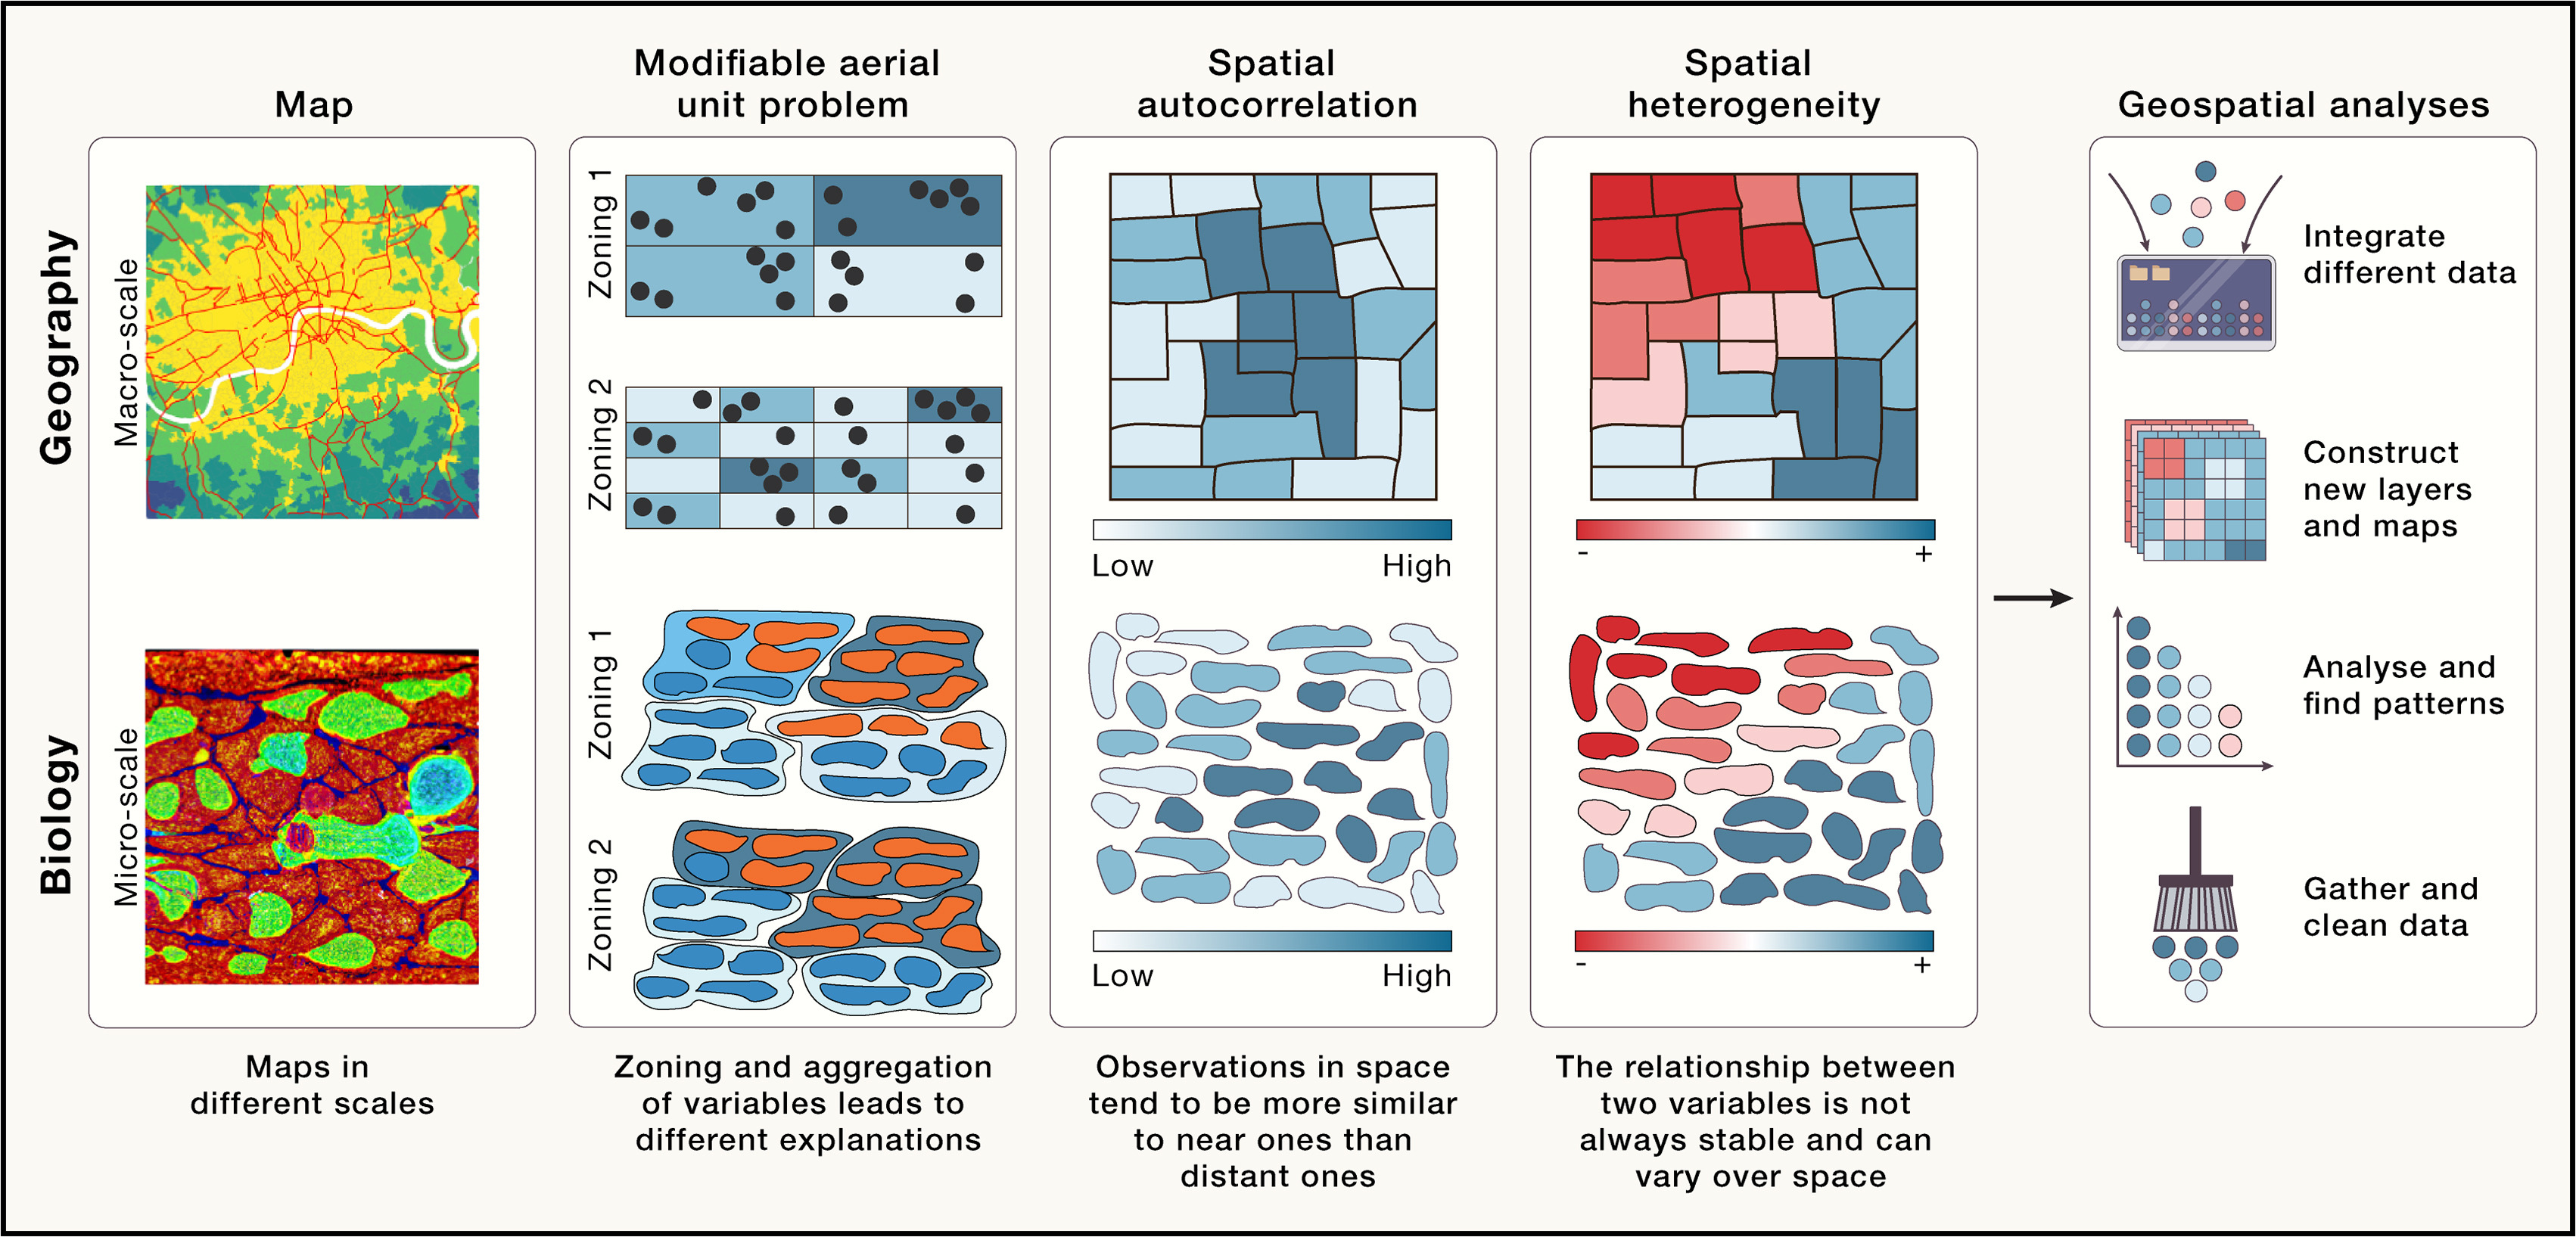 Map
Modifiable aerial
unit problem
Spatial
autocorrelation
Spatial
heterogeneity
Geospatial analyses
Geography
Macro-scale
Zoning 1
Zoning 2
Low High
- +
Biology
Micro-scale
Zoning 1
Zoning 2
Low High
- +
Integrate
different data
Construct
new layers
and maps
Analyse and
find patterns
Gather and
clean data
Maps in
different scales
Zoning and aggregation
of variables leads to
different explanations
Observations in space
tend to be more similar
to near ones than
distant ones
The relationship between
two variables is not
always stable and can
vary over space